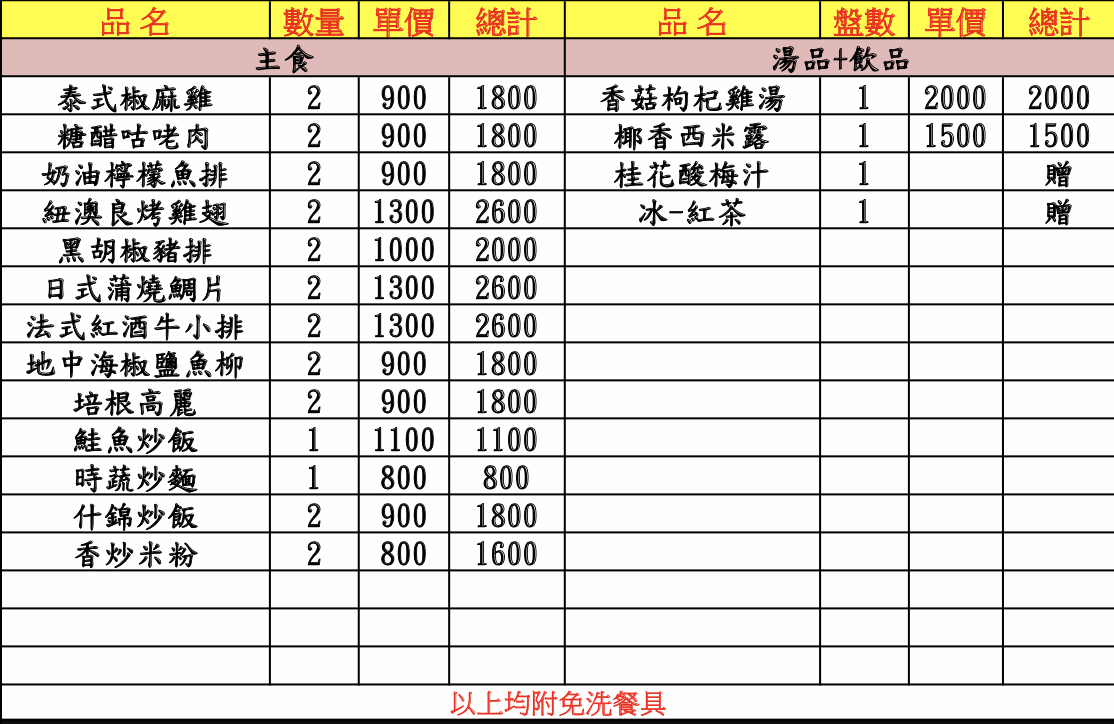 品名 數量 單價 總計 品名 盤數 單價 總計
主食 湯品+飲品
泰式椒麻雞 2 900 1800 香菇枸杞雞湯 1 2000 2000
糖醋咕咾肉 2 900 1800 椰香西米露 1 1500 1500
奶油檸檬魚排 2 900 1800 桂花酸梅汁 1 贈
紐澳良烤雞翅 2 1300 2600 冰-紅茶 1 贈
黑胡椒豬排 2 1000 2000
日式蒲燒鯛片 2 1300 2600
法式紅酒牛小排 2 1300 2600
地中海椒鹽魚柳 2 900 1800
培根高麗 2 900 1800
鮭魚炒飯 1 1100 1100
時蔬炒麵 1 800 800
什錦炒飯 2 900 1800
香炒米粉 2 800 1600
以上均附免洗餐具